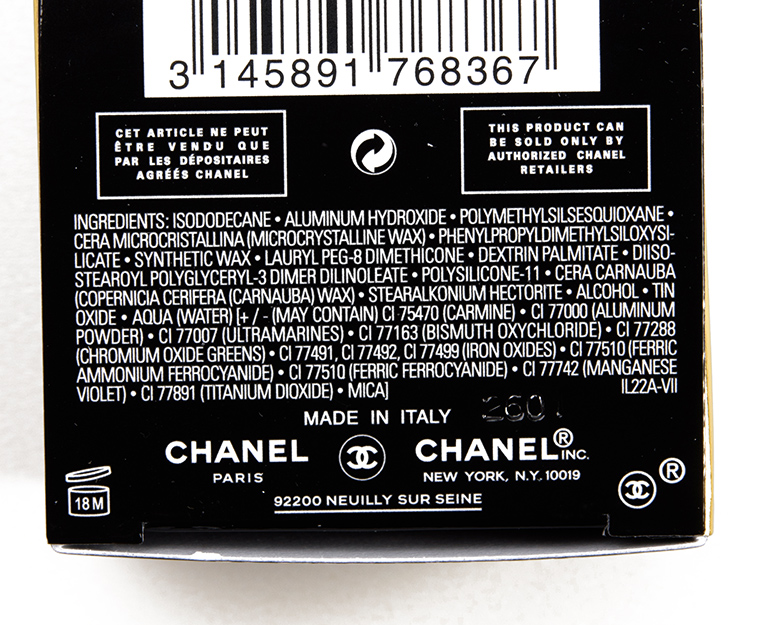 3 145891 768367
CET ARTICLE NE PEUT
ÊTRE VENDU QUE
PAR LES DÉPOSITAIRES
AGRÉÉS CHANEL
THIS PRODUCT CAN
BE SOLD ONLY BY
AUTHORIZED CHANEL
RETAILERS
INGREDIENTS: ISODODECANE • ALUMINUM HYDROXIDE • POLYMETHYLSILSESQUIOXANE •
CERA MICROCRISTALLINA (MICROCRYSTALLINE WAX) • PHENYLPROPYLDIMETHYLSILOXYSI-
LICATE • SYNTHETIC WAX • LAURYL PEG-8 DIMETHICONE • DEXTRIN PALMITATE • DIISO-
STEAROYL POLYGLYCERYL-3 DIMER DILINOLEATE • POLYSILICONE-11 • CERA CARNAUBA
(COPERNICIA CERIFERA (CARNAUBA) WAX) • STEARALKONIUM HECTORITE • ALCOHOL • TIN
OXIDE • AQUA (WATER) [+ / - (MAY CONTAIN) CI 75470 (CARMINE) • CI 77000 (ALUMINUM
POWDER) • CI 77007 (ULTRAMARINES) • CI 77163 (BISMUTH OXYCHLORIDE) • CI 77288
(CHROMIUM OXIDE GREENS) • CI 77491, CI 77492, CI 77499 (IRON OXIDES) • CI 77510 (FERRIC
AMMONIUM FERROCYANIDE) • CI 77510 (FERRIC FERROCYANIDE) • CI 77742 (MANGANESE
VIOLET) • CI 77891 (TITANIUM DIOXIDE) • MICA] IL22A-VII
MADE IN ITALY 2601
CHANEL
PARIS
CHANEL® INC.
NEW YORK, N.Y. 10019
92200 NEUILLY SUR SEINE
18 M
®